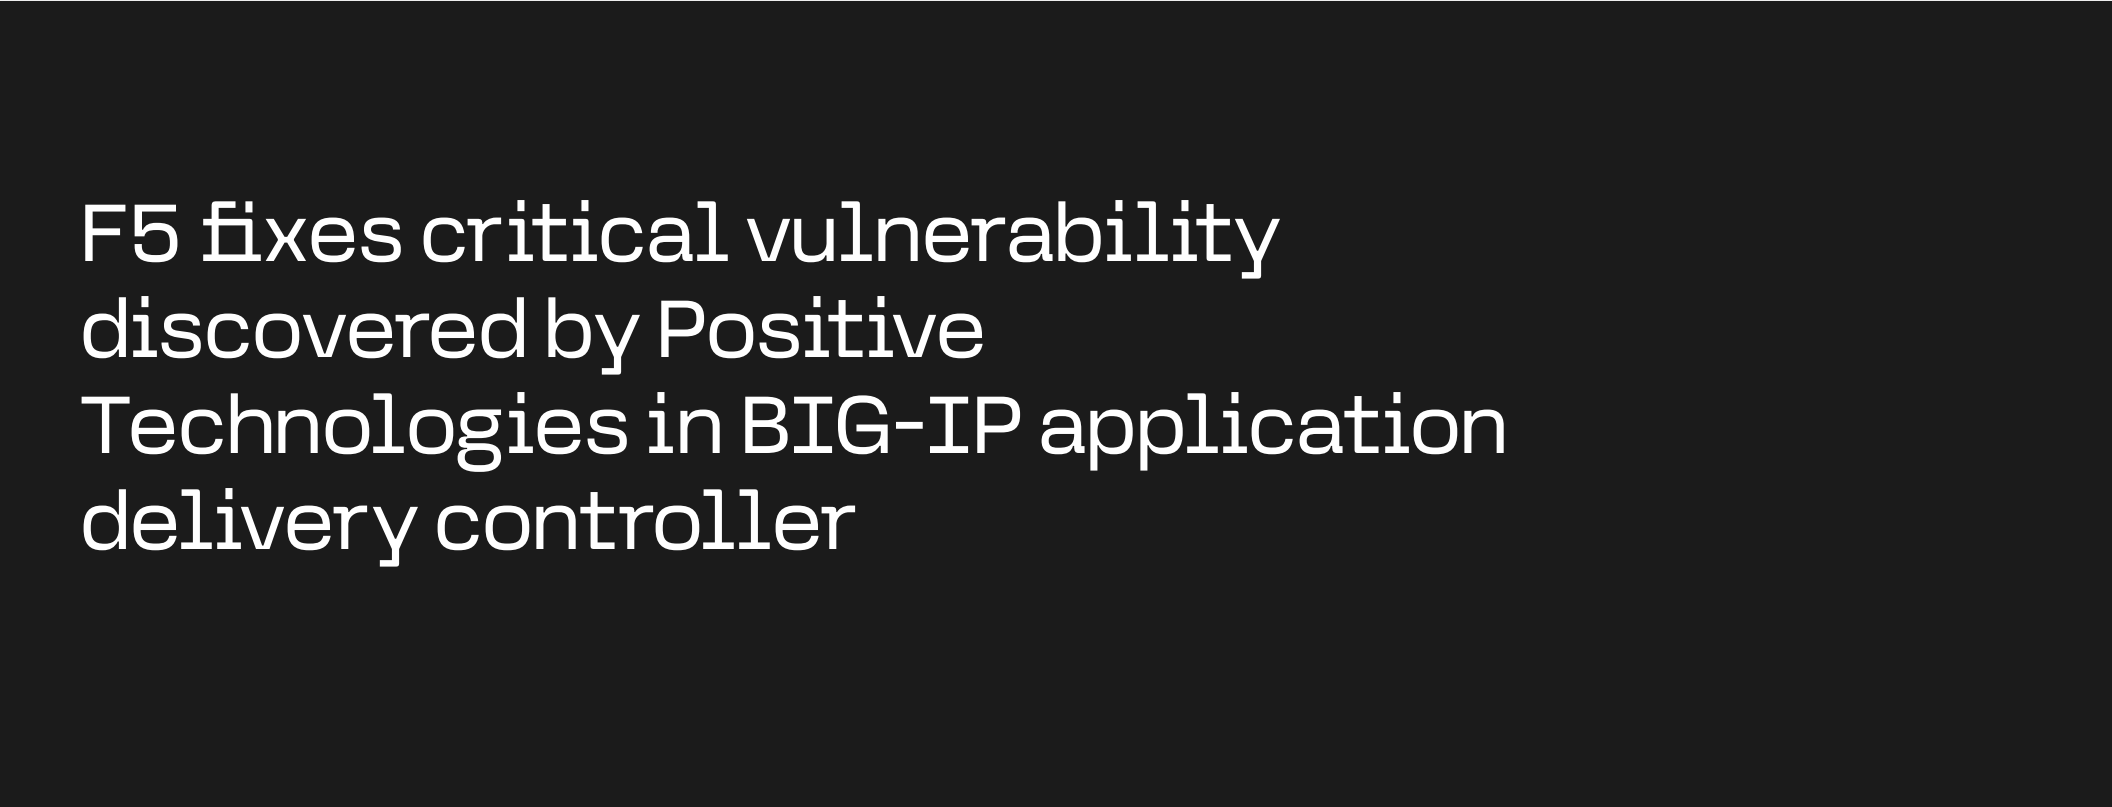 F5 fixes critical vulnerability
discovered by Positive
Technologies in BIG-IP application
delivery controller